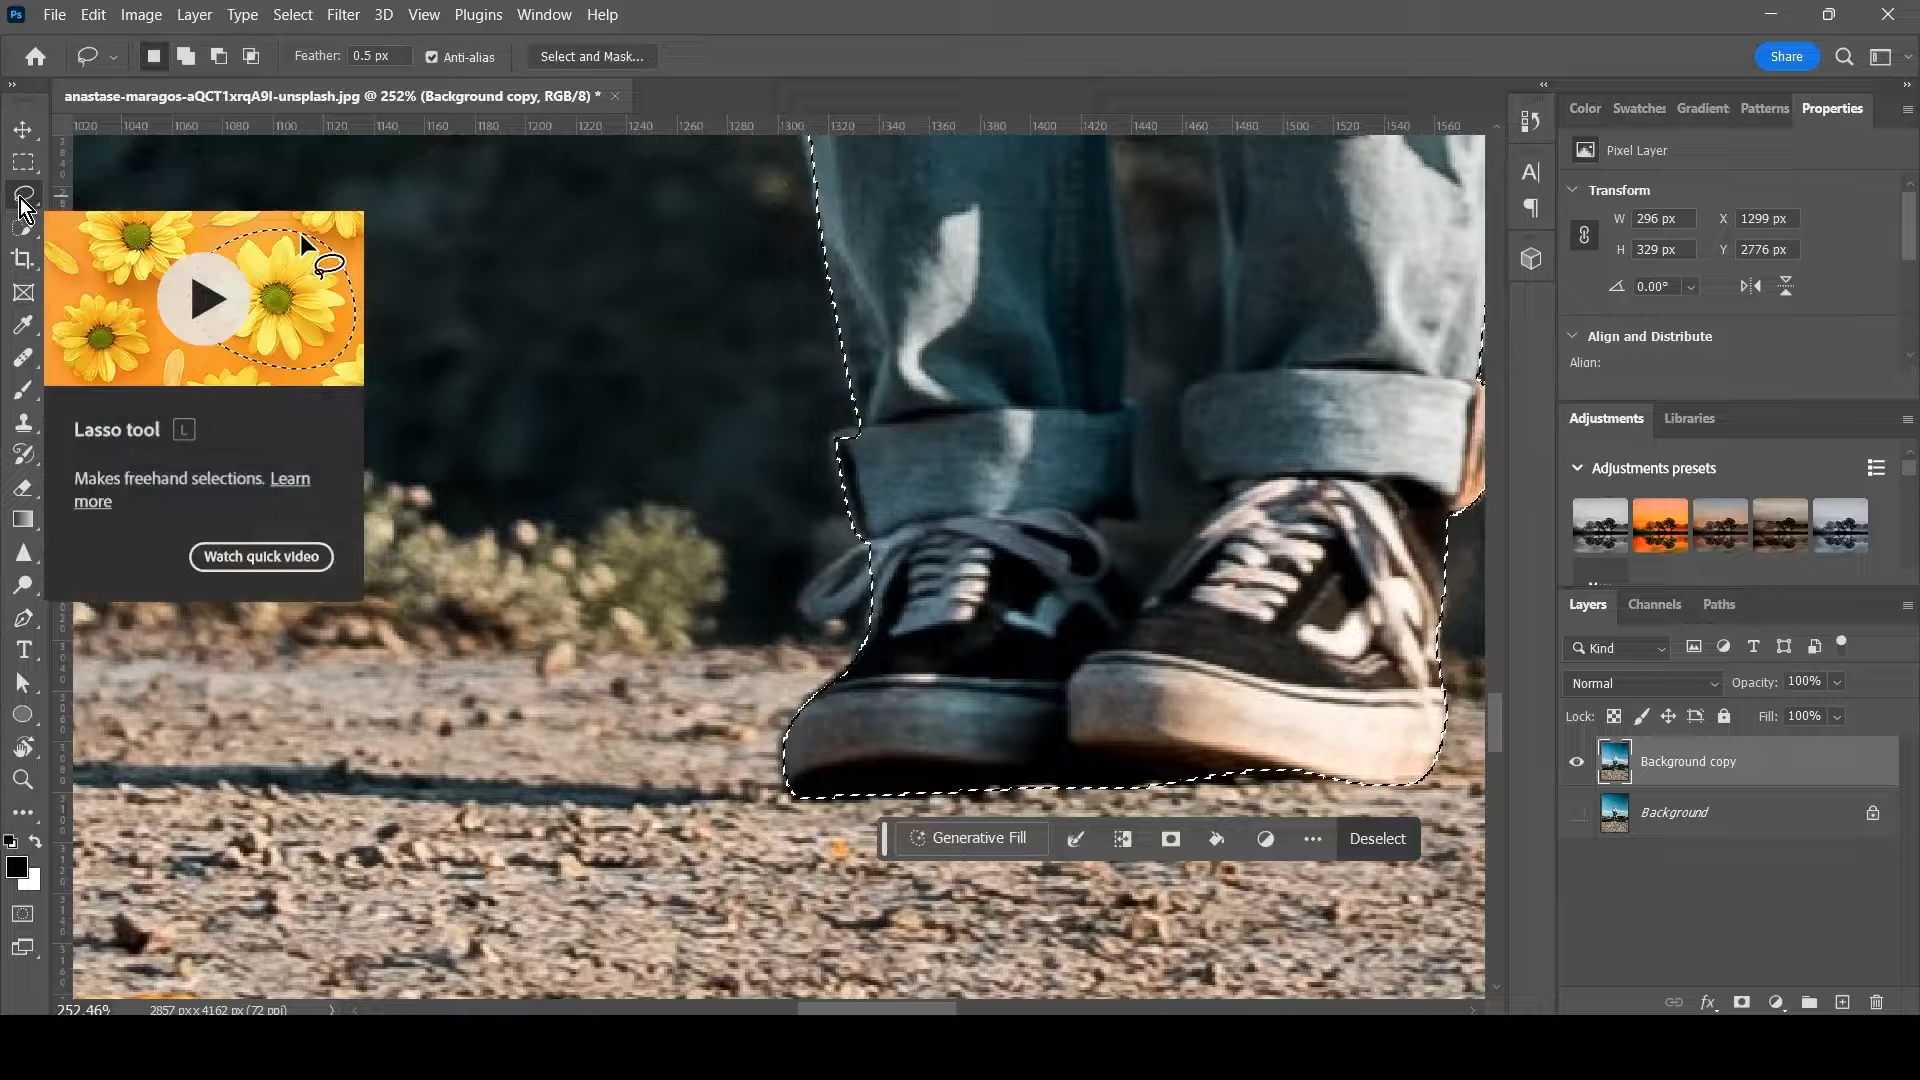 Ps File Edit Image Layer Type Select Filter 3D View Plugins Window Help
Feather: 0.5 px Anti-alias Select and Mask... Share
anastase-maragos-aQCT1xrqA9I-unsplash.jpg @ 252% (Background copy, RGB/8) *
1020 1040 1060 1080 1100 1120 1140 1160 1180 1200 1220 1240 1260 1280 1300 1320 1340 1360 1380 1400 1420 1440 1460 1480 1500 1520 1540 1560
Color Swatches Gradient Patterns Properties
Pixel Layer
Transform
W 296 px X 1299 px
H 329 px Y 2776 px
0.00°
Align and Distribute
Align:
Adjustments Libraries
Adjustments presets
Lasso tool L
Makes freehand selections. Learn
more
Watch quick video
Layers Channels Paths
Kind
Normal Opacity: 100%
Lock: Fill: 100%
Background copy
Background
Generative Fill Deselect
252.46% 2857 px x 4162 px (72 ppi)